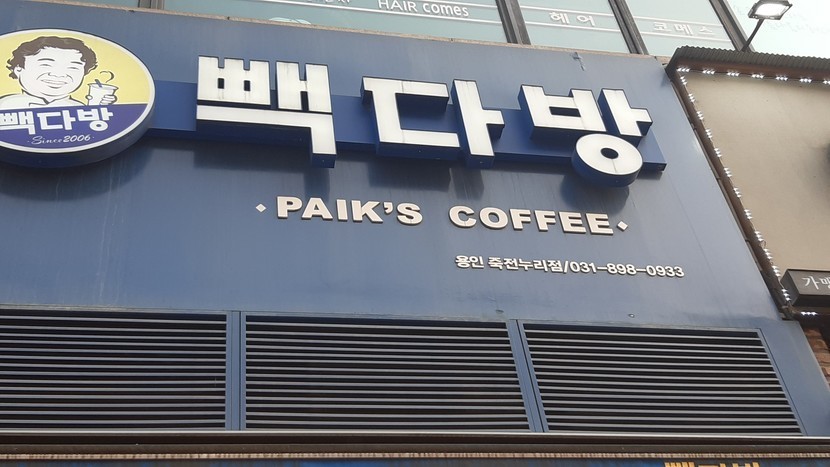 HAIR comes
헤어 코메스
빽다방
Since 2006
빽다방
PAIK'S COFFEE
용인 죽전누리점/031-898-0933